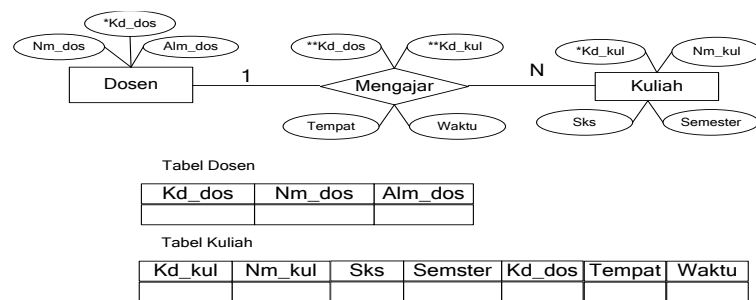 *Kd_dos
Nm_dos Alm_dos
**Kd_dos **Kd_kul
*Kd_kul Nm_kul
Dosen 1 Mengajar N Kuliah
Tempat Waktu
Sks Semester
Tabel Dosen
Kd_dos Nm_dos Alm_dos
Tabel Kuliah
Kd_kul Nm_kul Sks Semster Kd_dos Tempat Waktu